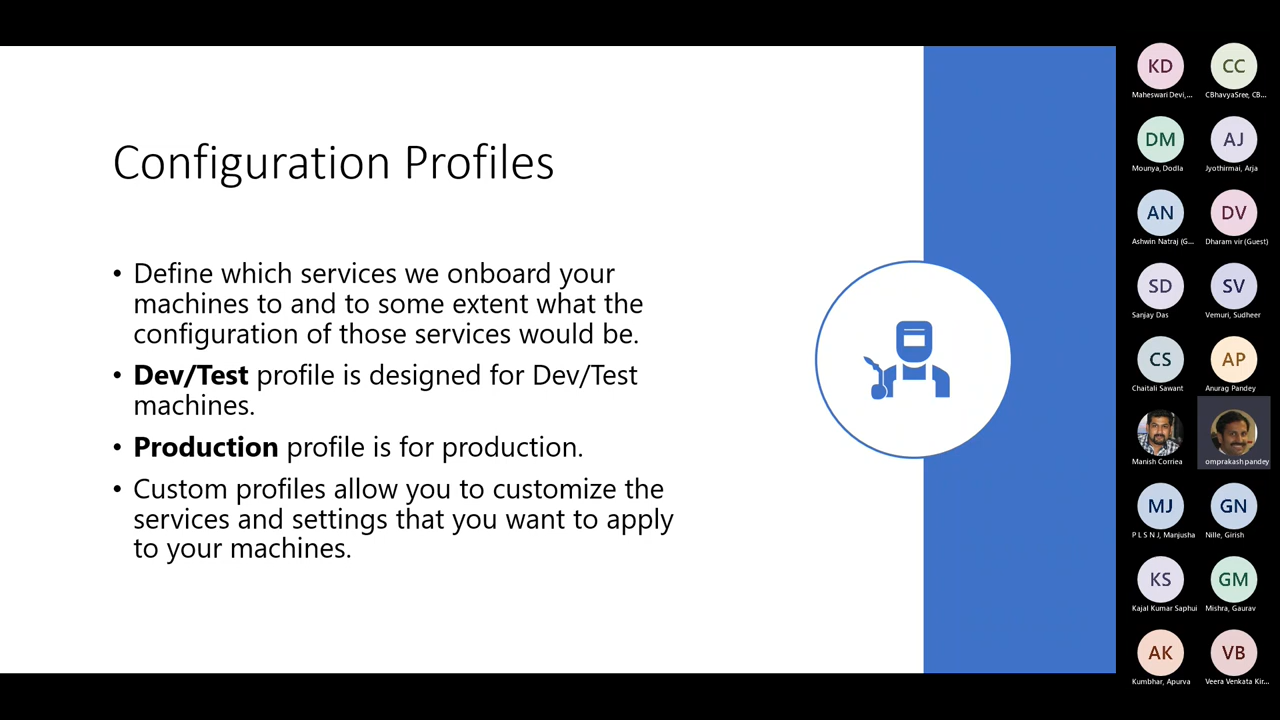 Configuration Profiles
• Define which services we onboard your
machines to and to some extent what the
configuration of those services would be.
• Dev/Test profile is designed for Dev/Test
machines.
• Production profile is for production.
• Custom profiles allow you to customize the
services and settings that you want to apply
to your machines.
KD CC
Maheswari Devi,... CBhavyaSree, CB...
DM AJ
Mounya, Dodla Jyothirmai, Arja
AN DV
Ashwin Natraj (G... Dharam vir (Guest)
SD SV
Sanjay Das Vemuri, Sudheer
CS AP
Chaitali Sawant Anurag Pandey
Manish Corriea omprakash pandey
MJ GN
P L S N J, Manjusha Nille, Girish
KS GM
Kajal Kumar Saphui Mishra, Gaurav
AK VB
Kumbhar, Apurva Veera Venkata Kir...